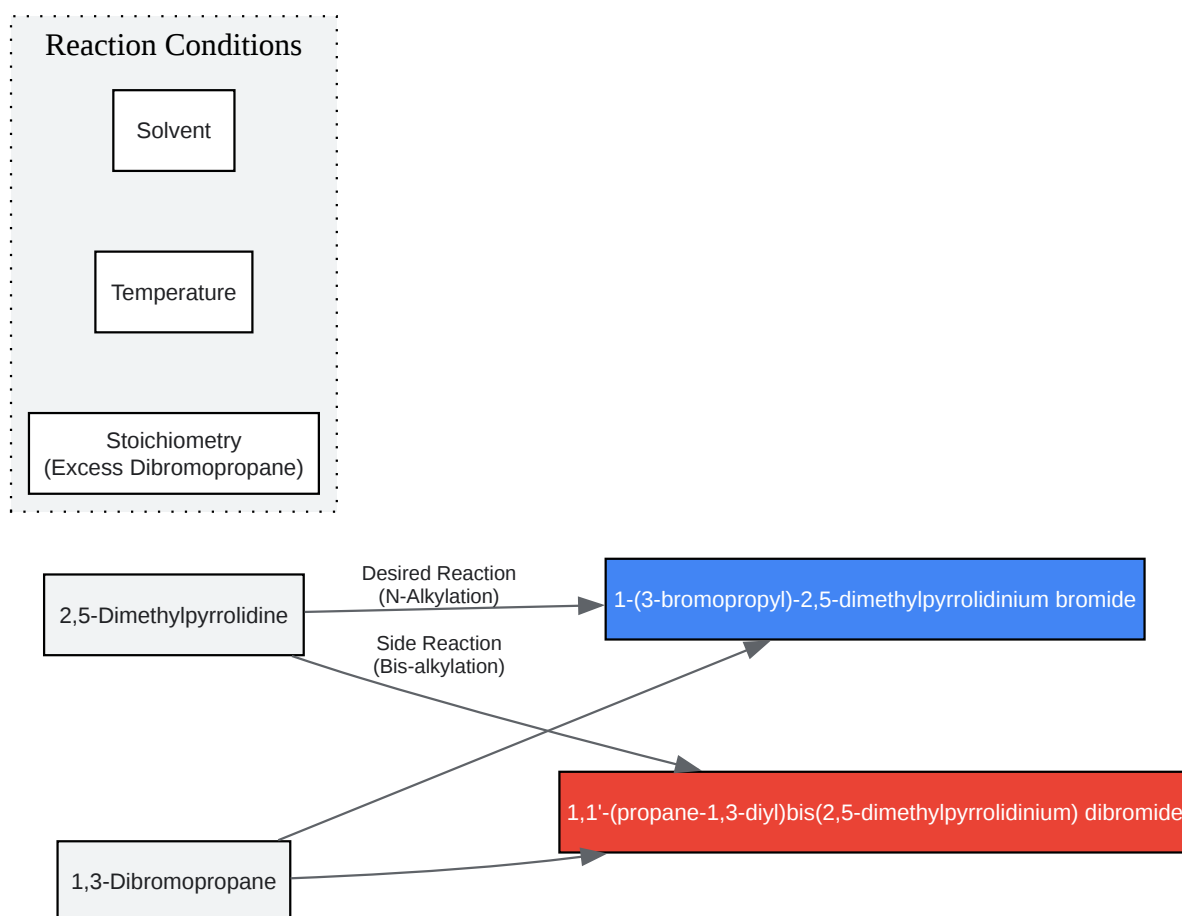 Reaction Conditions
Solvent
Temperature
Stoichiometry
(Excess Dibromopropane)
Desired Reaction
(N-Alkylation)
2,5-Dimethylpyrrolidine
1-(3-bromopropyl)-2,5-dimethylpyrrolidinium bromide
Side Reaction
(Bis-alkylation)
1,1'-(propane-1,3-diyl)bis(2,5-dimethylpyrrolidinium) dibromide
1,3-Dibromopropane